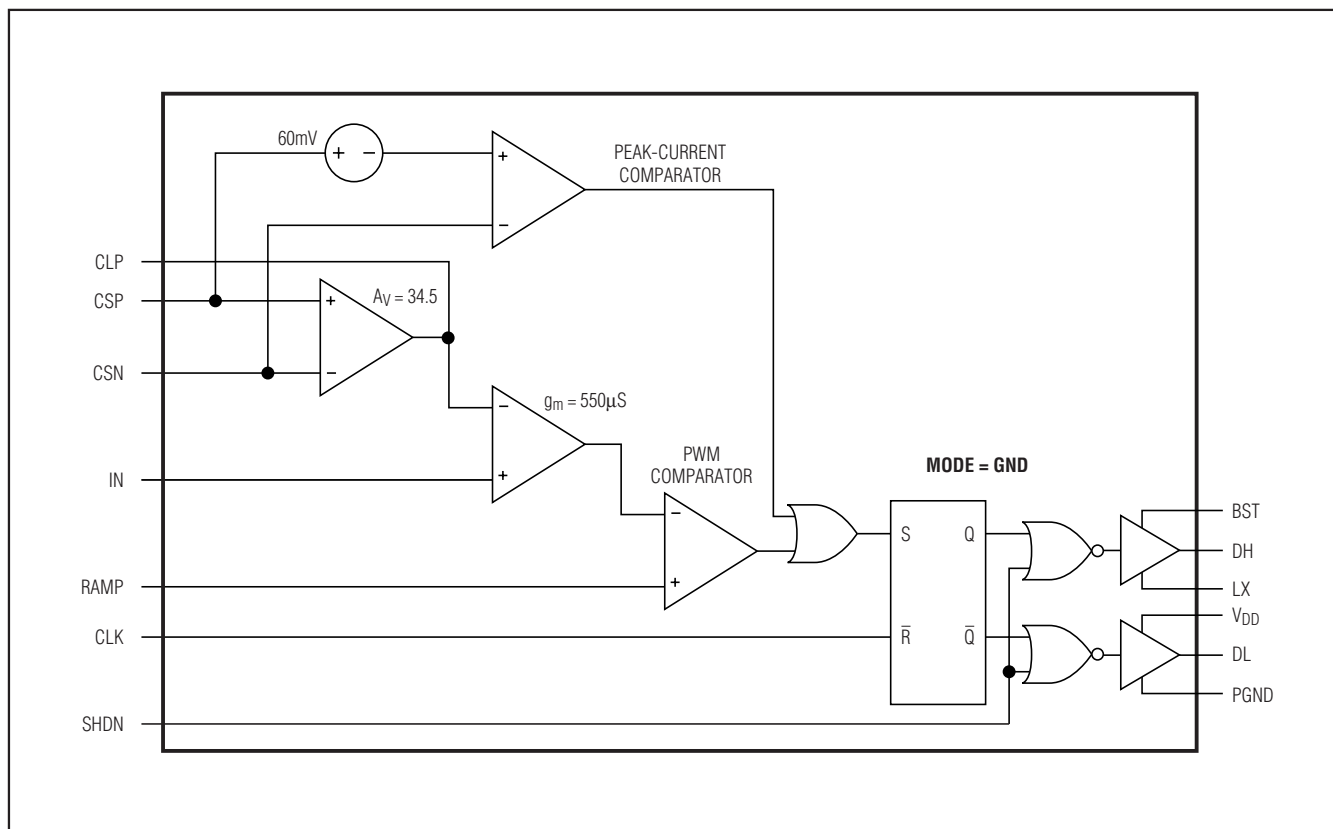 60mV
+ −
+
−
PEAK-CURRENT
COMPARATOR
CLP
CSP
CSN
+
−
AV = 34.5
−
+
gm = 550μS
IN
PWM
COMPARATOR
−
+
MODE = GND
S Q
R̅ Q̅
RAMP
CLK
SHDN
BST
DH
LX
VDD
DL
PGND